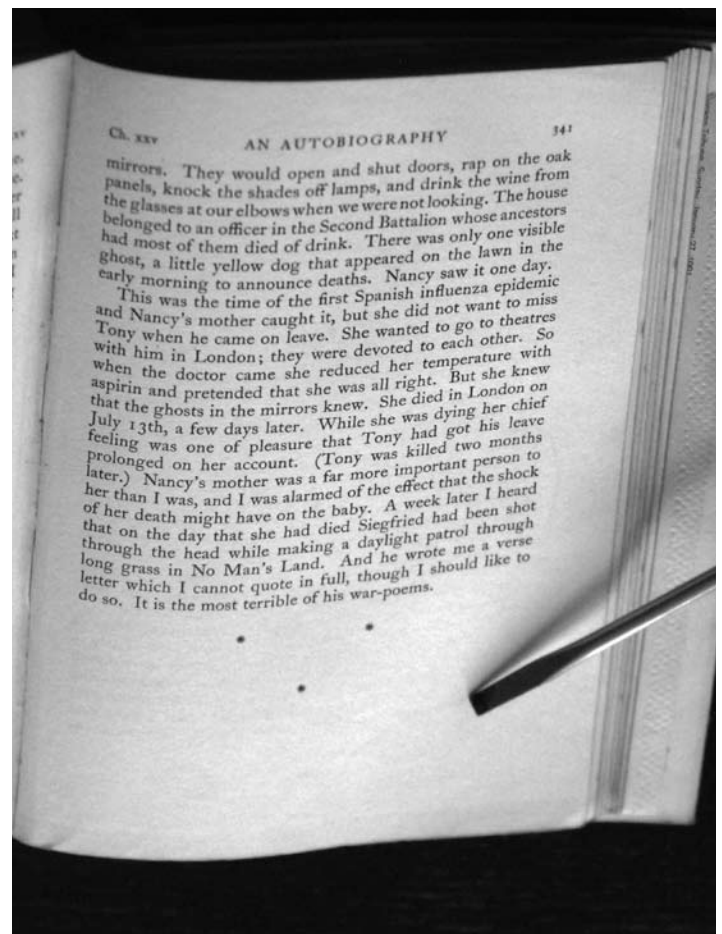 Ch. xxv AN AUTOBIOGRAPHY 341
mirrors. They would open and shut doors, rap on the oak
panels, knock the shades off lamps, and drink the wine from
the glasses at our elbows when we were not looking. The house
belonged to an officer in the Second Battalion whose ancestors
had most of them died of drink. There was only one visible
ghost, a little yellow dog that appeared on the lawn in the
early morning to announce deaths. Nancy saw it one day.
This was the time of the first Spanish influenza epidemic
and Nancy's mother caught it, but she did not want to miss
Tony when he came on leave. She wanted to go to theatres
with him in London; they were devoted to each other. So
when the doctor came she reduced her temperature with
aspirin and pretended that she was all right. But she knew
that the ghosts in the mirrors knew. She died in London on
July 13th, a few days later. While she was dying her chief
feeling was one of pleasure that Tony had got his leave
prolonged on her account. (Tony was killed two months
later.) Nancy's mother was a far more important person to
her than I was, and I was alarmed of the effect that the shock
of her death might have on the baby. A week later I heard
that on the day that she had died Siegfried had been shot
through the head while making a daylight patrol through
long grass in No Man's Land. And he wrote me a verse
letter which I cannot quote in full, though I should like to
do so. It is the most terrible of his war-poems.